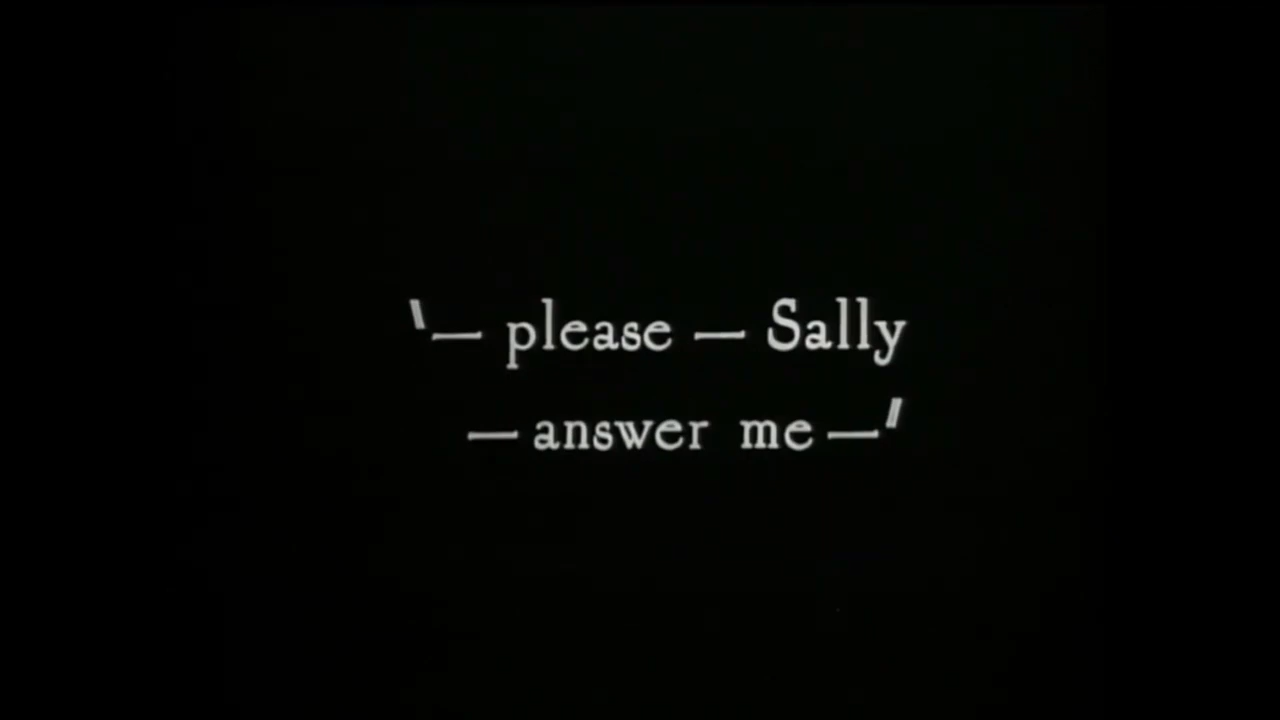 "— please — Sally
— answer me —"